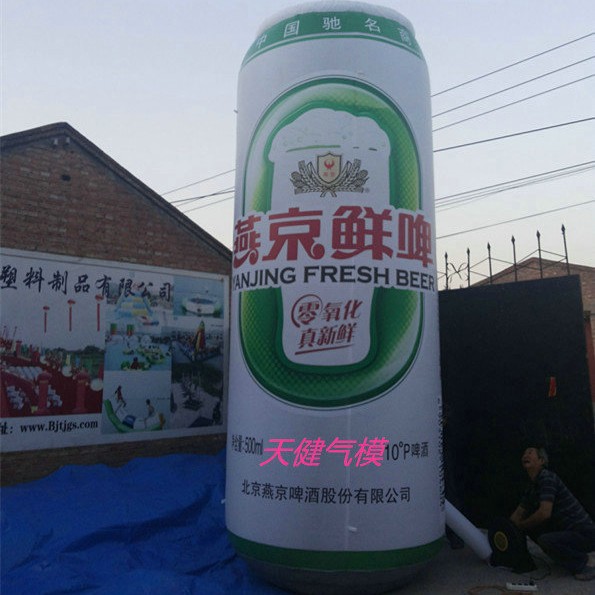 中国驰名商
燕京鲜啤
YANJING FRESH BEER
零氧化
真新鲜
500ml
10°P啤酒
天健气模
北京燕京啤酒股份有限公司
塑料制品有限公司
址: www.Bjtjgs.com